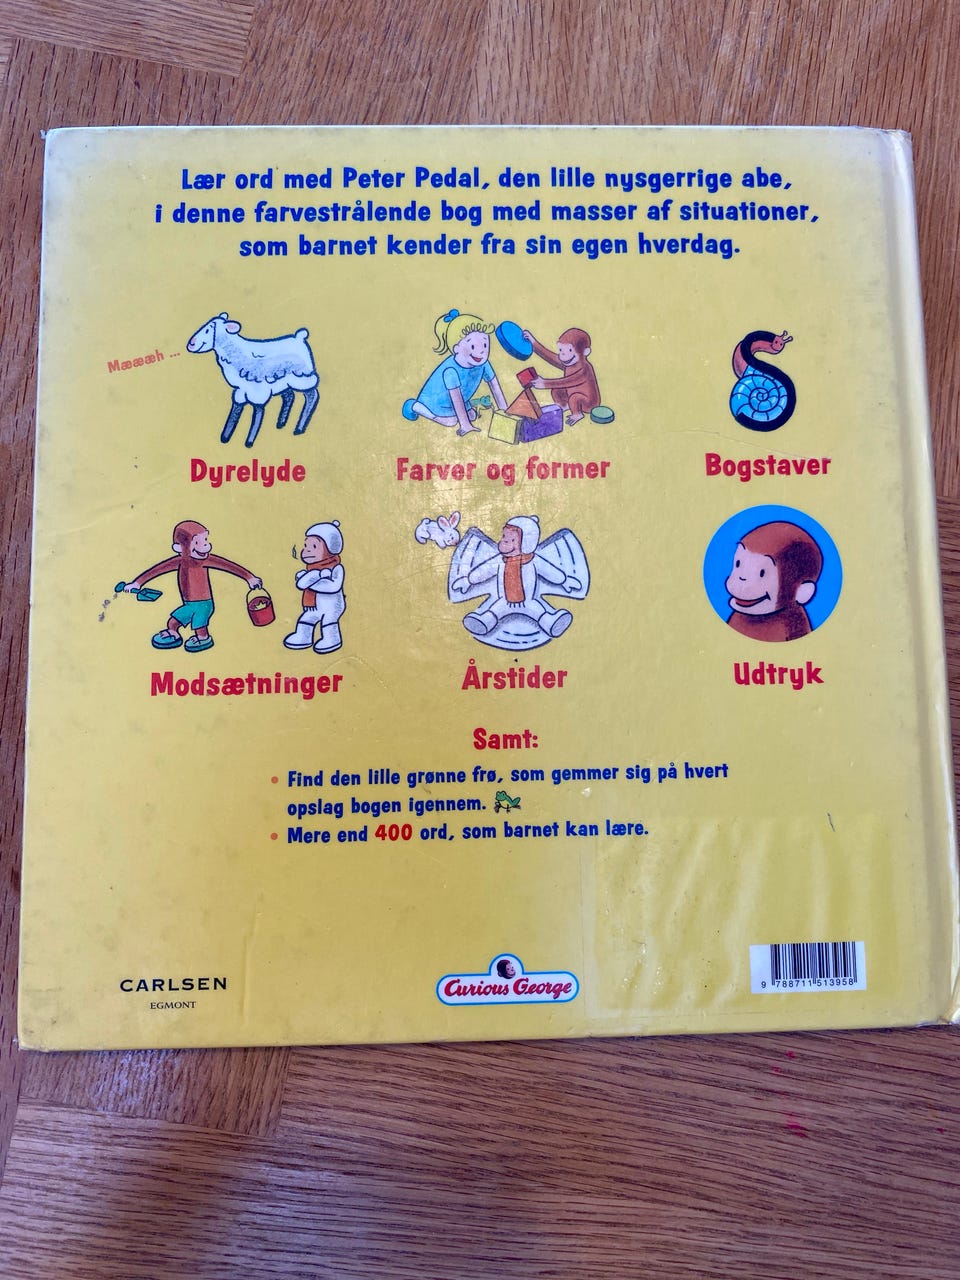 Lær ord med Peter Pedal, den lille nysgerrige abe,
i denne farvestrålende bog med masser af situationer,
som barnet kender fra sin egen hverdag.
Mææææh ...
Dyrelyde
Farver og former
Bogstaver
Modsætninger
Årstider
Udtryk
Samt:
• Find den lille grønne frø, som gemmer sig på hvert
opslag bogen igennem.
• Mere end 400 ord, som barnet kan lære.
CARLSEN
EGMONT
Curious George
9 788711 513958